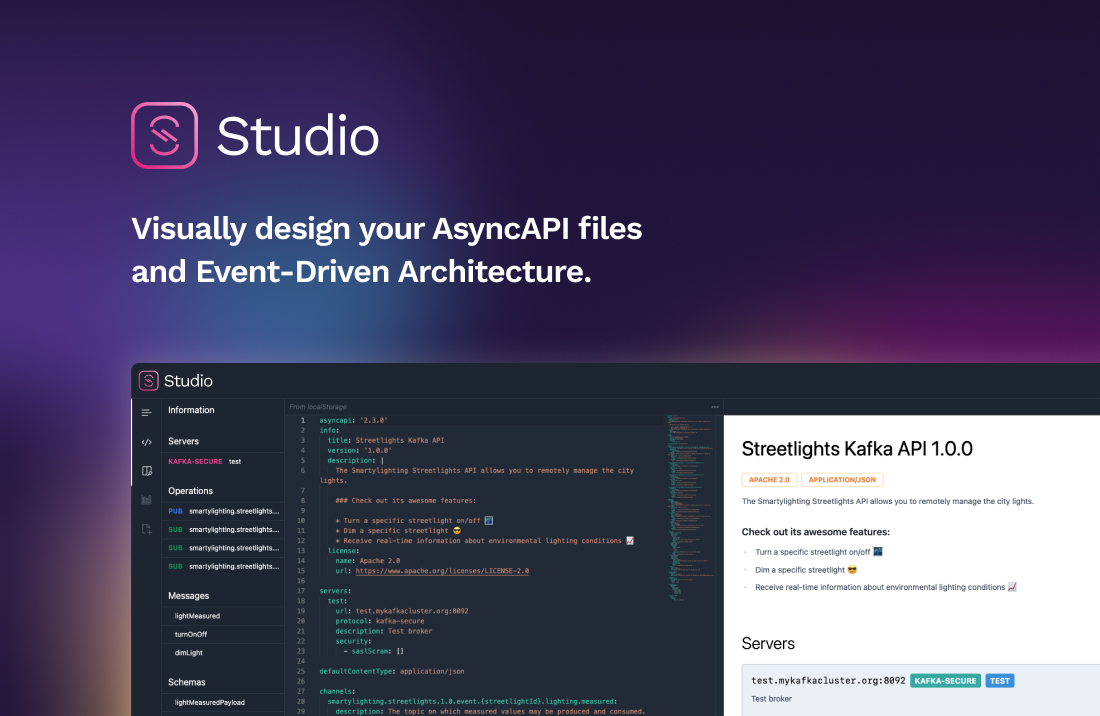 Studio
Visually design your AsyncAPI files
and Event-Driven Architecture.
Studio
Information
Servers
KAFKA-SECURE test
Operations
PUB smartylighting.streetlights....
SUB smartylighting.streetlights....
SUB smartylighting.streetlights....
SUB smartylighting.streetlights....
Messages
lightMeasured
turnOnOff
dimLight
Schemas
lightMeasuredPayload
From localStorage
1 asyncapi: '2.3.0'
2 info:
3 title: Streetlights Kafka API
4 version: '1.0.0'
5 description: |
6 The Smartylighting Streetlights API allows you to remotely manage the city
lights.
7
8 ### Check out its awesome features:
9
10 * Turn a specific streetlight on/off 🌃
11 * Dim a specific streetlight 😎
12 * Receive real-time information about environmental lighting conditions 📈
13 license:
14 name: Apache 2.0
15 url: https://www.apache.org/licenses/LICENSE-2.0
16
17 servers:
18 test:
19 url: test.mykafkacluster.org:8092
20 protocol: kafka-secure
21 description: Test broker
22 security:
23 - saslScram: []
24
25 defaultContentType: application/json
26
27 channels:
28 smartylighting.streetlights.1.0.event.{streetlightId}.lighting.measured:
29 description: The topic on which measured values may be produced and consumed.
Streetlights Kafka API 1.0.0
APACHE 2.0 APPLICATION/JSON
The Smartylighting Streetlights API allows you to remotely manage the city lights.
Check out its awesome features:
Turn a specific streetlight on/off 🌃
Dim a specific streetlight 😎
Receive real-time information about environmental lighting conditions 📈
Servers
test.mykafkacluster.org:8092 KAFKA-SECURE TEST
Test broker